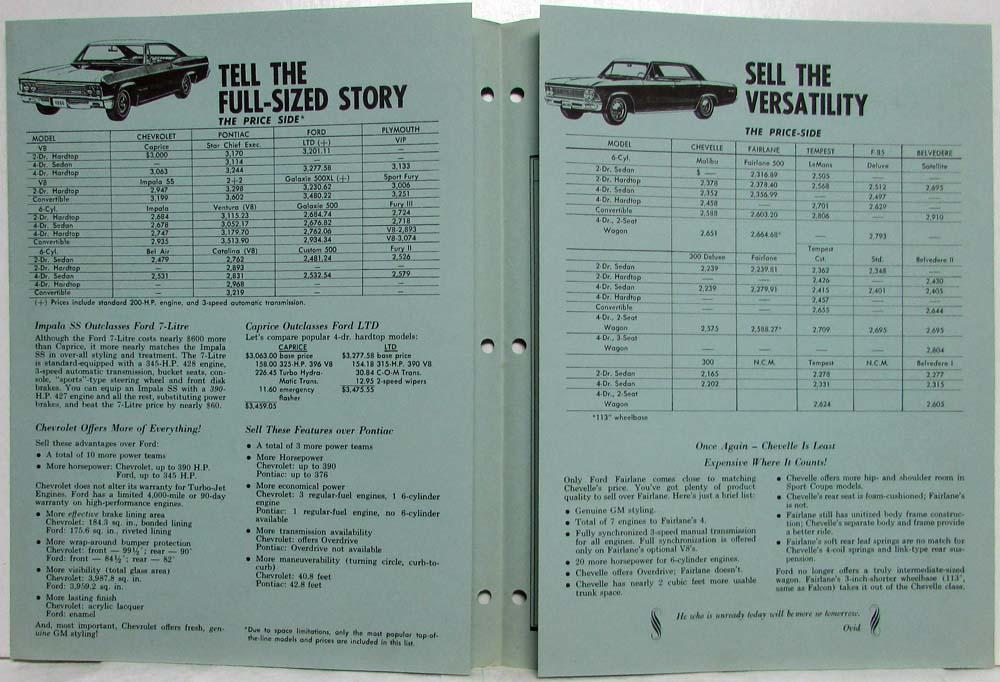 TELL THE
FULL-SIZED STORY
THE PRICE SIDE*
MODEL CHEVROLET PONTIAC FORD PLYMOUTH
V8 Caprice Star Chief Exec. LTD (+) VIP
2-Dr. Hardtop $3,000 3,170 3,201.11 —
4-Dr. Sedan — 3,114 — —
4-Dr. Hardtop 3,063 3,244 3,277.58 3,133
V8 Impala SS 2+2 Galaxie 500XL (+) Sport Fury
2-Dr. Hardtop 2,947 3,298 3,230.62 3,006
Convertible 3,199 3,602 3,480.22 3,251
6-Cyl. Impala Ventura (V8) Galaxie 500 Fury III
2-Dr. Hardtop 2,684 3,115.23 2,684.74 2,724
4-Dr. Sedan 2,678 3,052.17 2,676.82 2,718
4-Dr. Hardtop 2,747 3,179.70 2,762.06 V8-2,893
Convertible 2,935 3,513.90 2,934.34 V8-3,074
6-Cyl. Bel Air Catalina (V8) Custom 500 Fury II
2-Dr. Sedan 2,479 2,762 2,481.24 2,526
2-Dr. Hardtop — 2,893 — —
4-Dr. Sedan 2,531 2,831 2,532.54 2,579
4-Dr. Hardtop — 2,968 — —
Convertible — 3,219 — —
(+) Prices include standard 200-H.P. engine, and 3-speed automatic transmission.
Impala SS Outclasses Ford 7-Litre
Although the Ford 7-Litre costs nearly $600 more
than Caprice, it more nearly matches the Impala
SS in over-all styling and treatment. The 7-Litre
is standard-equipped with a 345-H.P. 428 engine,
3-speed automatic transmission, bucket seats, con-
sole, "sports"-type steering wheel and front disk
brakes. You can equip an Impala SS with a 390-
H.P. 427 engine and all the rest, substituting power
brakes, and beat the 7-Litre price by nearly $60.
Chevrolet Offers More of Everything!
Sell these advantages over Ford:
● A total of 10 more power teams
● More horsepower: Chevrolet, up to 390 H.P.
Ford, up to 345 H.P.
Chevrolet does not alter its warranty for Turbo-Jet
Engines. Ford has a limited 4,000-mile or 90-day
warranty on high-performance engines.
● More effective brake lining area
Chevrolet: 184.3 sq. in., bonded lining
Ford: 175.6 sq. in., riveted lining
● More wrap-around bumper protection
Chevrolet: front — 99½°; rear — 90°
Ford: front — 84½°; rear — 82°
● More visibility (total glass area)
Chevrolet: 3,987.8 sq. in.
Ford: 3,959.2 sq. in.
● More lasting finish
Chevrolet: acrylic lacquer
Ford: enamel
And, most important, Chevrolet offers fresh, gen-
uine GM styling!
Caprice Outclasses Ford LTD
Let's compare popular 4-dr. hardtop models:
CAPRICE LTD
$3,063.00 base price $3,277.58 base price
158.00 325-H.P. 396 V8 154.18 315-H.P. 390 V8
226.45 Turbo Hydra- 30.84 C-O-M Trans.
Matic Trans. 12.95 2-speed wipers
11.60 emergency $3,475.55
flasher
$3,459.05
Sell These Features over Pontiac
● A total of 3 more power teams
● More Horsepower
Chevrolet: up to 390
Pontiac: up to 376
● More economical power
Chevrolet: 3 regular-fuel engines, 1 6-cylinder
engine
Pontiac: 1 regular-fuel engine, no 6-cylinder
available
● More transmission availability
Chevrolet: offers Overdrive
Pontiac: Overdrive not available
● More maneuverability (turning circle, curb-to-
curb)
Chevrolet: 40.8 feet
Pontiac: 42.8 feet
*Due to space limitations, only the most popular top-of-
the-line models and prices are included in this list.
SELL THE
VERSATILITY
THE PRICE-SIDE
MODEL CHEVELLE FAIRLANE TEMPEST F-85 BELVEDERE
6-Cyl. Malibu Fairlane 500 LeMans Deluxe Satellite
2-Dr. Sedan $ — 2,316.89 2,505 — —
2-Dr. Hardtop 2,378 2,378.40 2,568 2,512 2,695
4-Dr. Sedan 2,352 2,356.99 — 2,497 —
4-Dr. Hardtop 2,458 — 2,701 2,629 —
Convertible 2,588 2,603.20 2,806 — 2,910
4-Dr., 2-Seat
Wagon 2,651 2,664.68* — 2,793 —
Tempest
300 Deluxe Fairlane Cst. Std. Belvedere II
2-Dr. Sedan 2,239 2,239.81 2,362 2,348 —
2-Dr. Hardtop — — 2,426 — 2,430
4-Dr. Sedan 2,239 2,279.91 2,415 2,401 2,405
4-Dr. Hardtop — — 2,457 — —
Convertible — — 2,655 — 2,644
4-Dr., 2-Seat
Wagon 2,575 2,588.27* 2,709 2,695 2,695
4-Dr., 3-Seat
Wagon — — — — 2,804
300 N.C.M. Tempest N.C.M. Belvedere I
2-Dr. Sedan 2,165 2,278 2,277
4-Dr. Sedan 2,202 2,331 2,315
4-Dr., 2-Seat
Wagon 2,624 2,605
*113" wheelbase
Once Again – Chevelle Is Least
Expensive Where It Counts!
Only Ford Fairlane comes close to matching
Chevelle's price. You've got plenty of product
quality to sell over Fairlane. Here's just a brief list:
● Genuine GM styling.
● Total of 7 engines to Fairlane's 4.
● Fully synchronized 3-speed manual transmission
for all engines. Full synchronization is offered
only on Fairlane's optional V8's.
● 20 more horsepower for 6-cylinder engines.
● Chevelle offers Overdrive; Fairlane doesn't.
● Chevelle has nearly 2 cubic feet more usable
trunk space.
● Chevelle offers more hip- and shoulder room in
Sport Coupe models.
● Chevelle's rear seat is foam-cushioned; Fairlane's
is not.
● Fairlane still has unitized body frame construc-
tion; Chevelle's separate body and frame provide
a better ride.
● Fairlane's soft rear leaf springs are no match for
Chevelle's 4-coil springs and link-type rear sus-
pension.
Ford no longer offers a truly intermediate-sized
wagon. Fairlane's 3-inch-shorter wheelbase (113",
same as Falcon) takes it out of the Chevelle class.
He who is unready today will be more so tomorrow.
Ovid